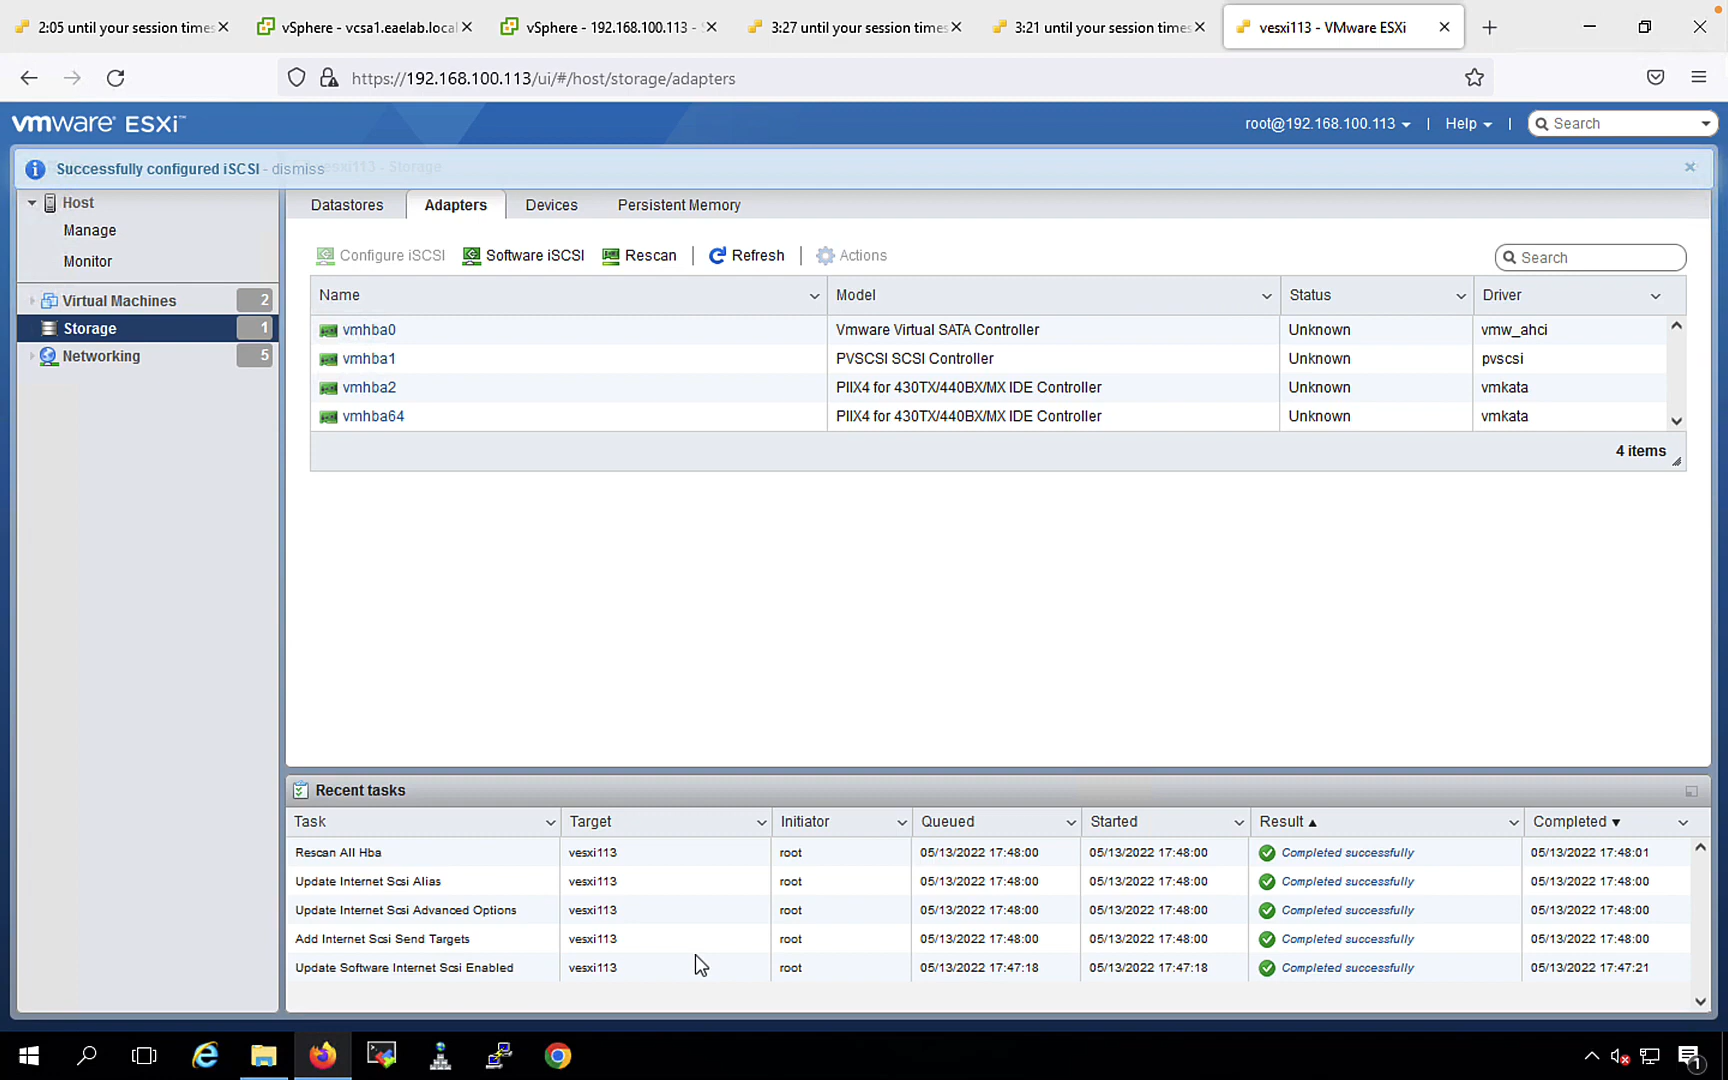 2:05 until your session times
vSphere - vcsa1.eaelab.local
vSphere - 192.168.100.113 -
3:27 until your session times
3:21 until your session times
vesxi113 - VMware ESXi
https://192.168.100.113/ui/#/host/storage/adapters
vmware ESXi™
root@192.168.100.113 | Help | Search
Successfully configured iSCSI - dismiss
vesxi113 - Storage
Host
Manage
Monitor
Virtual Machines 2
Storage 1
Networking 5
Datastores Adapters Devices Persistent Memory
Configure iSCSI Software iSCSI Rescan | Refresh | Actions
Search
Name Model Status Driver
vmhba0 Vmware Virtual SATA Controller Unknown vmw_ahci
vmhba1 PVSCSI SCSI Controller Unknown pvscsi
vmhba2 PIIX4 for 430TX/440BX/MX IDE Controller Unknown vmkata
vmhba64 PIIX4 for 430TX/440BX/MX IDE Controller Unknown vmkata
4 items
Recent tasks
Task Target Initiator Queued Started Result Completed
Rescan All Hba vesxi113 root 05/13/2022 17:48:00 05/13/2022 17:48:00 Completed successfully 05/13/2022 17:48:01
Update Internet Scsi Alias vesxi113 root 05/13/2022 17:48:00 05/13/2022 17:48:00 Completed successfully 05/13/2022 17:48:00
Update Internet Scsi Advanced Options vesxi113 root 05/13/2022 17:48:00 05/13/2022 17:48:00 Completed successfully 05/13/2022 17:48:00
Add Internet Scsi Send Targets vesxi113 root 05/13/2022 17:48:00 05/13/2022 17:48:00 Completed successfully 05/13/2022 17:48:00
Update Software Internet Scsi Enabled vesxi113 root 05/13/2022 17:47:18 05/13/2022 17:47:18 Completed successfully 05/13/2022 17:47:21
1